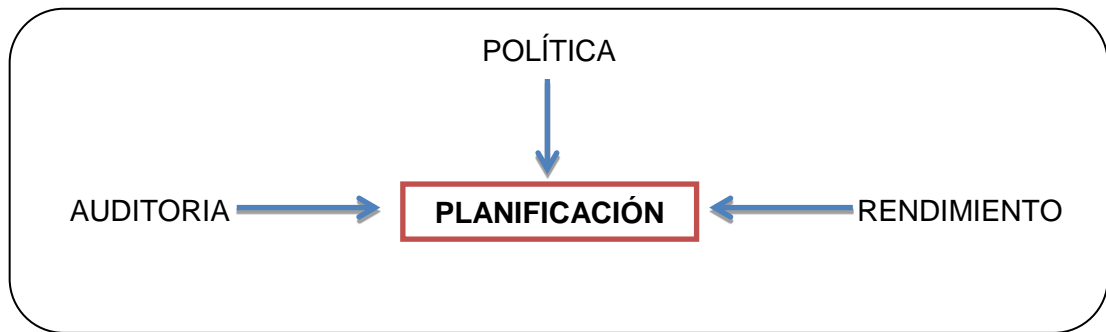 POLÍTICA
AUDITORIA
PLANIFICACIÓN
RENDIMIENTO